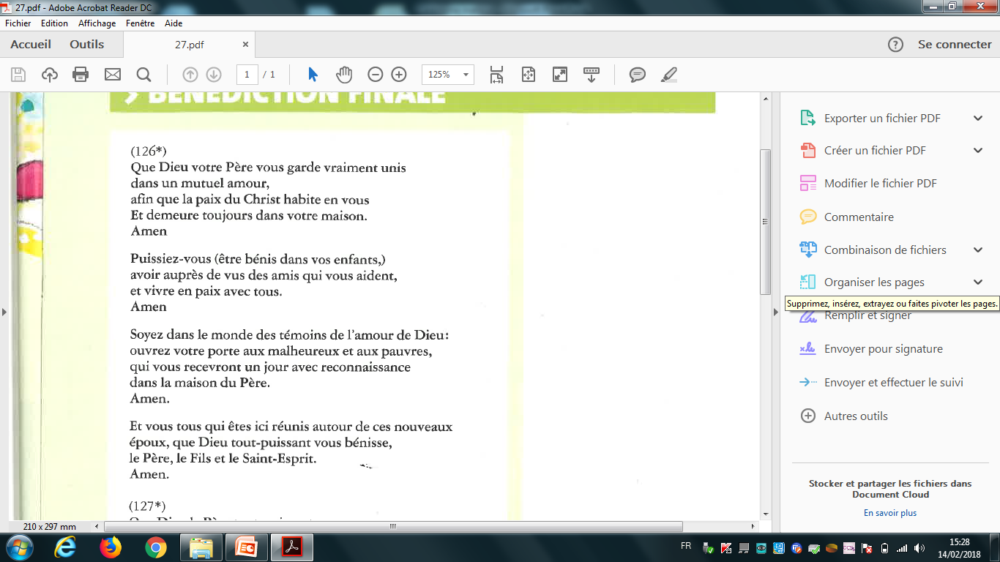 27.pdf - Adobe Acrobat Reader DC
Fichier Edition Affichage Fenêtre Aide
Accueil Outils 27.pdf × ? Se connecter
1 / 1 125%
> BÉNÉDICTION FINALE
(126*)
Que Dieu votre Père vous garde vraiment unis
dans un mutuel amour,
afin que la paix du Christ habite en vous
Et demeure toujours dans votre maison.
Amen
Puissiez-vous (être bénis dans vos enfants,)
avoir auprès de vus des amis qui vous aident,
et vivre en paix avec tous.
Amen
Soyez dans le monde des témoins de l'amour de Dieu:
ouvrez votre porte aux malheureux et aux pauvres,
qui vous recevront un jour avec reconnaissance
dans la maison du Père.
Amen.
Et vous tous qui êtes ici réunis autour de ces nouveaux
époux, que Dieu tout-puissant vous bénisse,
le Père, le Fils et le Saint-Esprit.
Amen.
(127*)
210 x 297 mm
Exporter un fichier PDF
Créer un fichier PDF
Modifier le fichier PDF
Commentaire
Combinaison de fichiers
Organiser les pages
Supprimez, insérez, extrayez ou faites pivoter les pages.
Remplir et signer
Envoyer pour signature
Envoyer et effectuer le suivi
Autres outils
Stocker et partager les fichiers dans
Document Cloud
En savoir plus
FR
15:28
14/02/2018